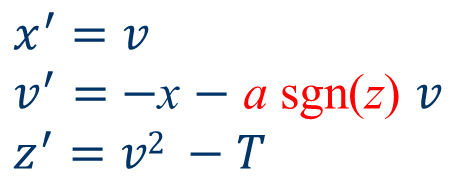 x′ = v
v′ = −x − a sgn(z) v
z′ = v² − T